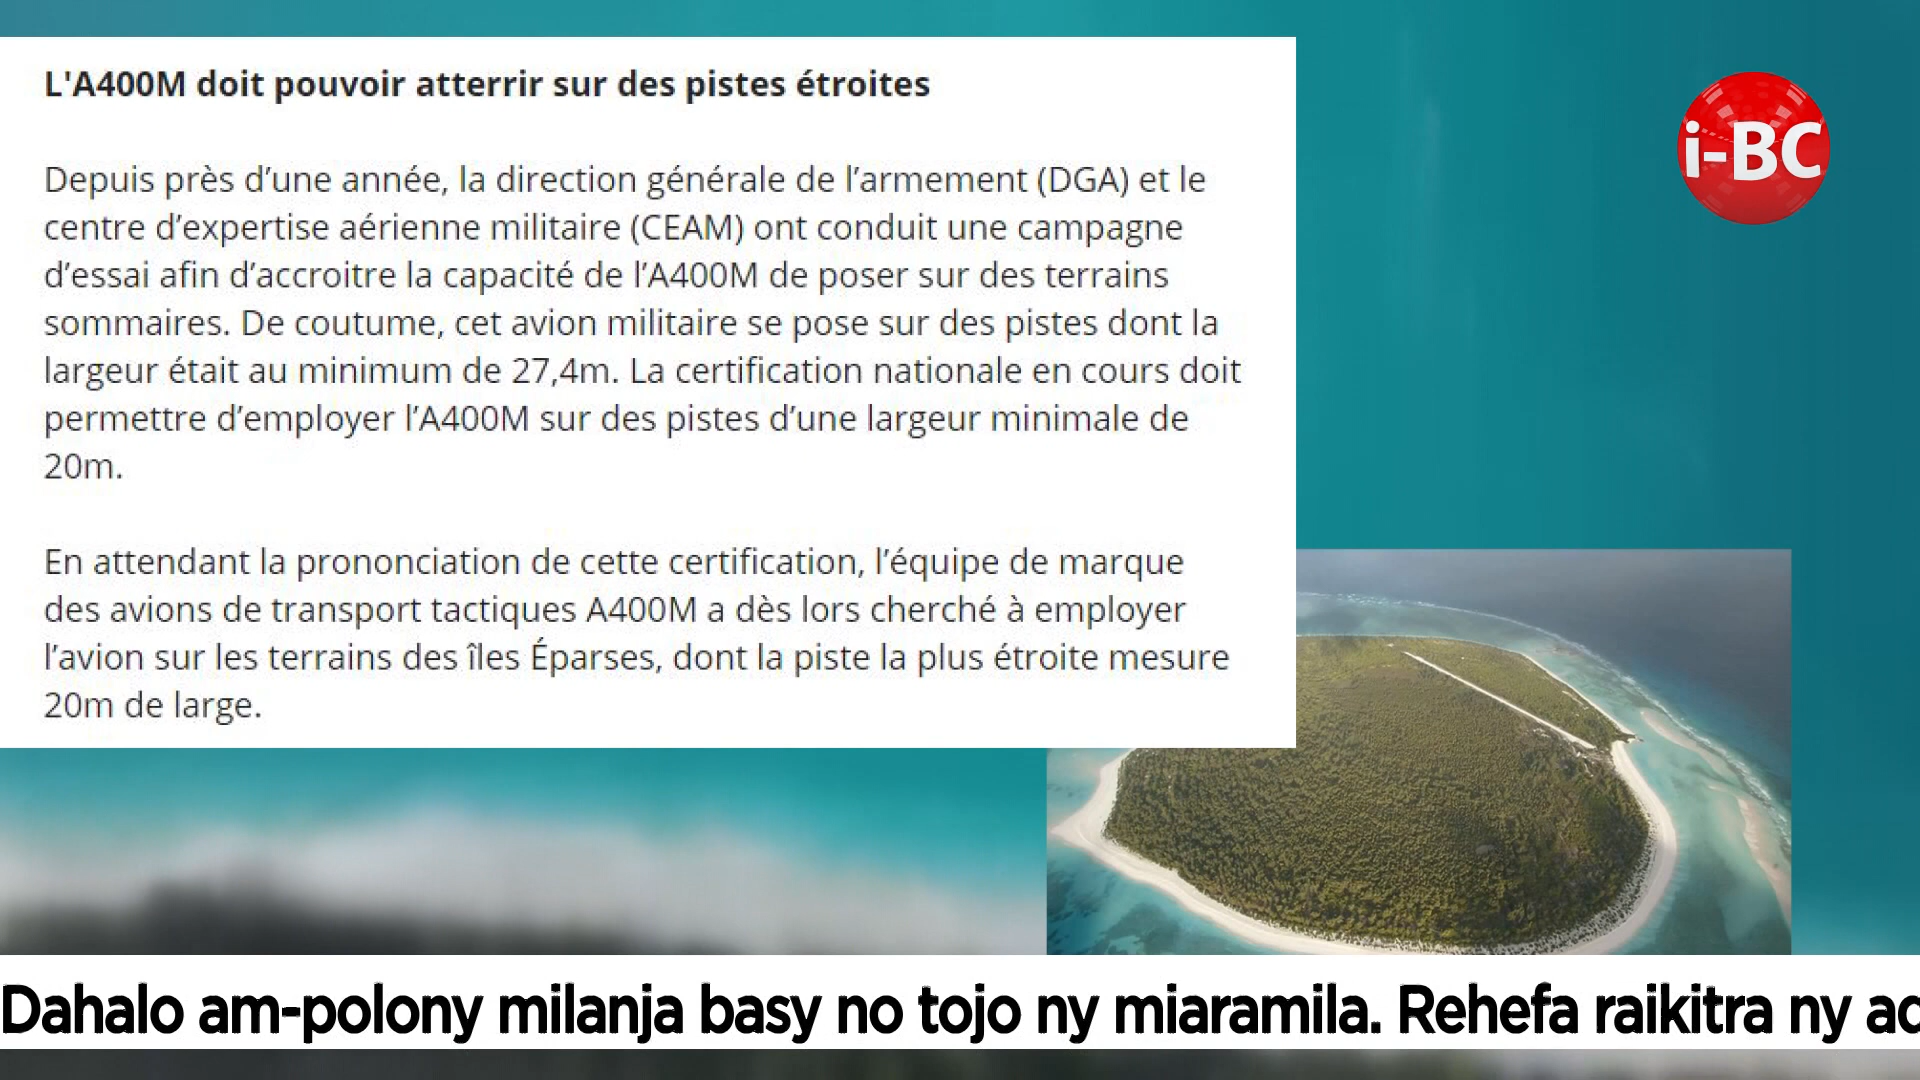 L'A400M doit pouvoir atterrir sur des pistes étroites
i-BC
Depuis près d’une année, la direction générale de l’armement (DGA) et le
centre d’expertise aérienne militaire (CEAM) ont conduit une campagne
d’essai afin d’accroitre la capacité de l’A400M de poser sur des terrains
sommaires. De coutume, cet avion militaire se pose sur des pistes dont la
largeur était au minimum de 27,4m. La certification nationale en cours doit
permettre d’employer l’A400M sur des pistes d’une largeur minimale de
20m.
En attendant la prononciation de cette certification, l’équipe de marque
des avions de transport tactiques A400M a dès lors cherché à employer
l’avion sur les terrains des îles Éparses, dont la piste la plus étroite mesure
20m de large.
Dahalo am-polony milanja basy no tojo ny miaramila. Rehefa raikitra ny